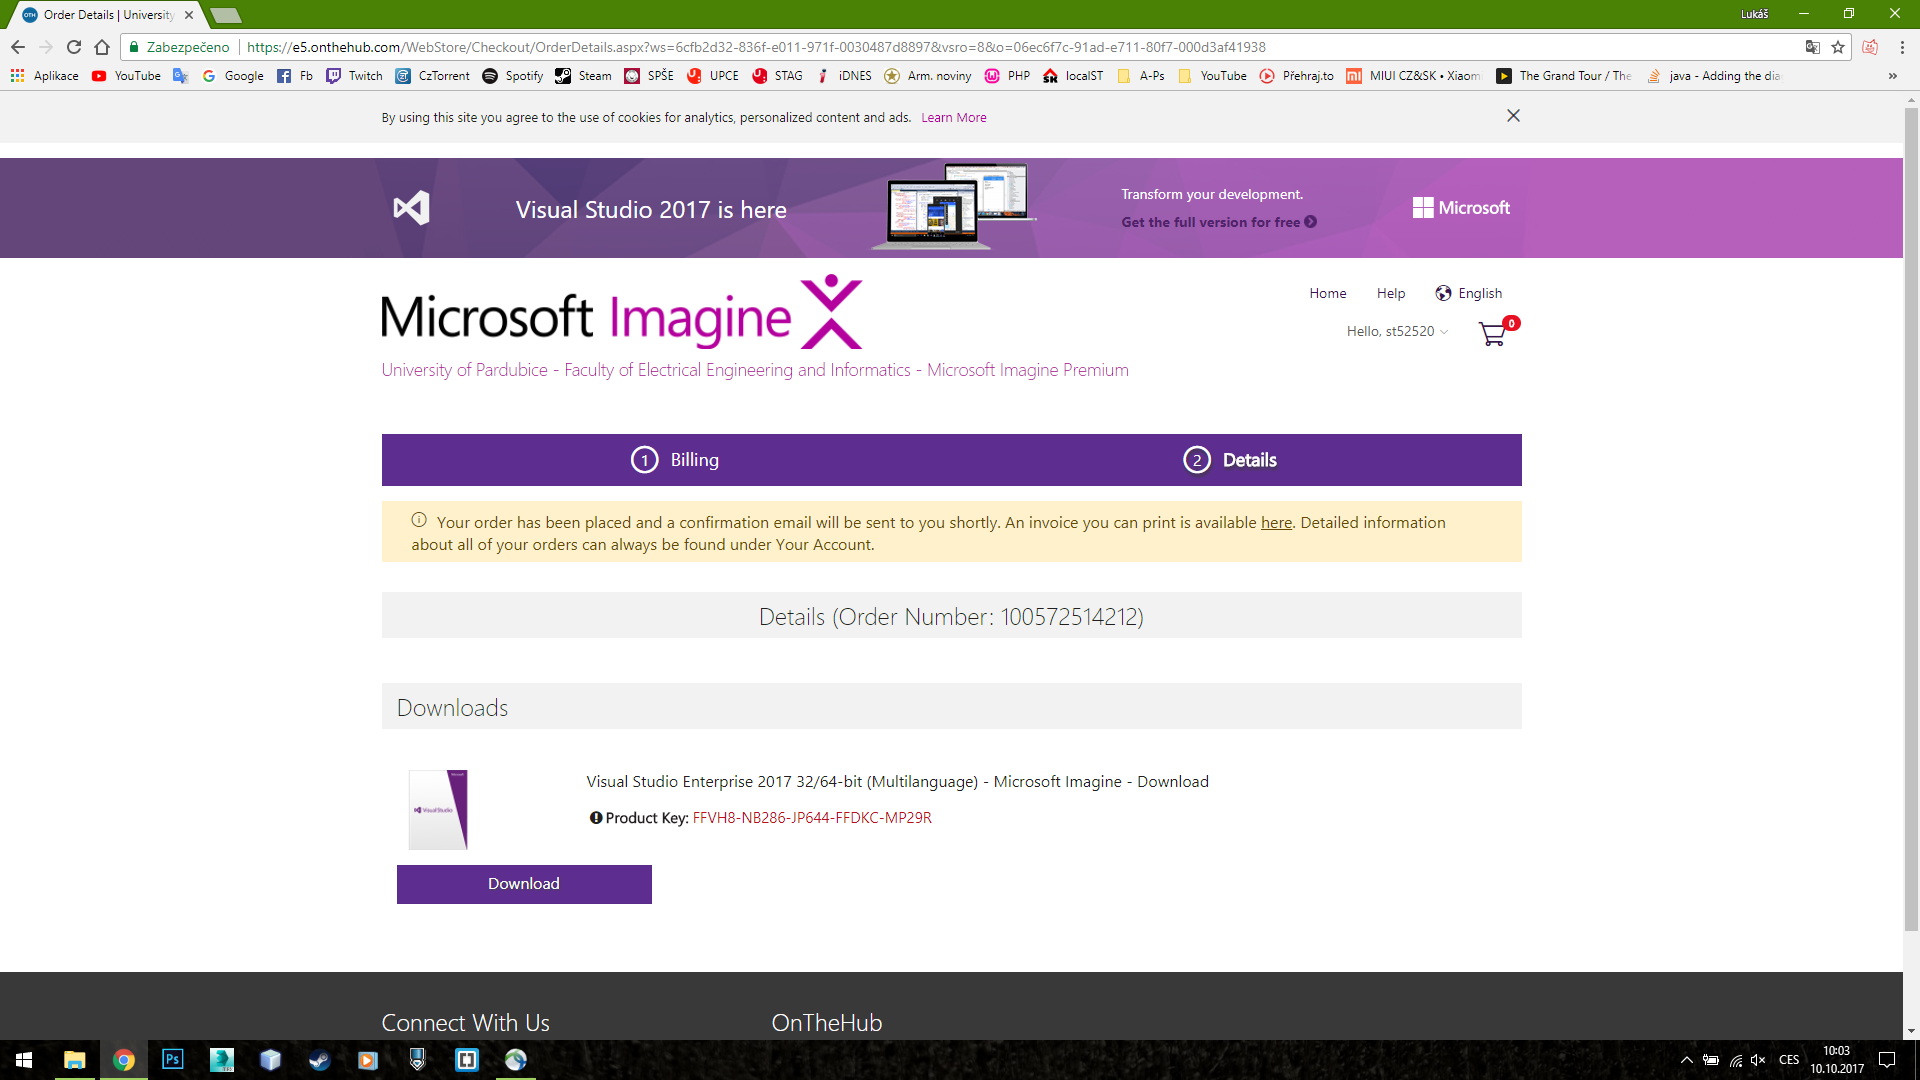 Order Details | University
Lukáš
Zabezpečeno
https://e5.onthehub.com/WebStore/Checkout/OrderDetails.aspx?ws=6cfb2d32-836f-e011-971f-0030487d8897&vsro=8&o=06ec6f7c-91ad-e711-80f7-000d3af41938
Aplikace YouTube Google Fb Twitch CzTorrent Spotify Steam SPŠE UPCE STAG iDNES Arm. noviny PHP localST A-Ps YouTube Přehraj.to MIUI CZ&SK • Xiaom The Grand Tour / The java - Adding the dia »
By using this site you agree to the use of cookies for analytics, personalized content and ads. Learn More
Visual Studio 2017 is here
Transform your development.
Get the full version for free
Microsoft
Microsoft Imagine
Home Help English
Hello, st52520
0
University of Pardubice - Faculty of Electrical Engineering and Informatics - Microsoft Imagine Premium
1 Billing
2 Details
Your order has been placed and a confirmation email will be sent to you shortly. An invoice you can print is available here. Detailed information
about all of your orders can always be found under Your Account.
Details (Order Number: 100572514212)
Downloads
Visual Studio
Visual Studio Enterprise 2017 32/64-bit (Multilanguage) - Microsoft Imagine - Download
Product Key: FFVH8-NB286-JP644-FFDKC-MP29R
Download
Connect With Us
OnTheHub
Ps
CES
10:03
10.10.2017